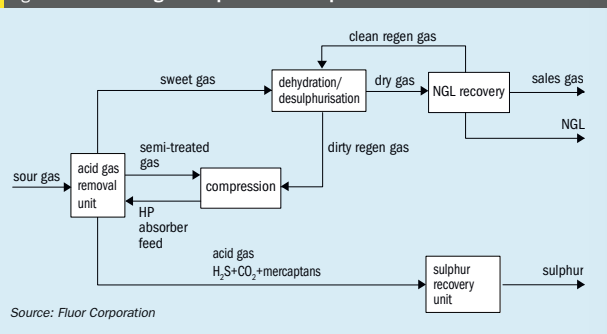 clean regen gas
sweet gas
dehydration/
desulphurisation
dry gas
NGL recovery
sales gas
NGL
dirty regen gas
semi-treated
gas
sour gas
acid gas
removal
unit
compression
HP
absorber
feed
acid gas
H₂S+CO₂+mercaptans
sulphur
recovery
unit
sulphur
Source: Fluor Corporation